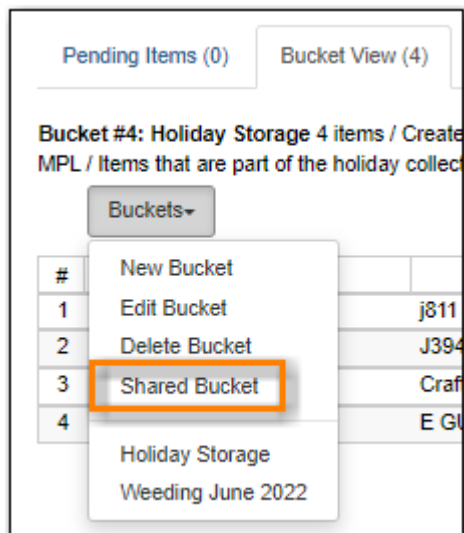 Pending Items (0) Bucket View (4)
Bucket #4: Holiday Storage 4 items / Create
MPL / Items that are part of the holiday collect
Buckets
#
New Bucket
1 Edit Bucket j811
2 Delete Bucket J394
3 Shared Bucket Craf
4 E GU
Holiday Storage
Weeding June 2022